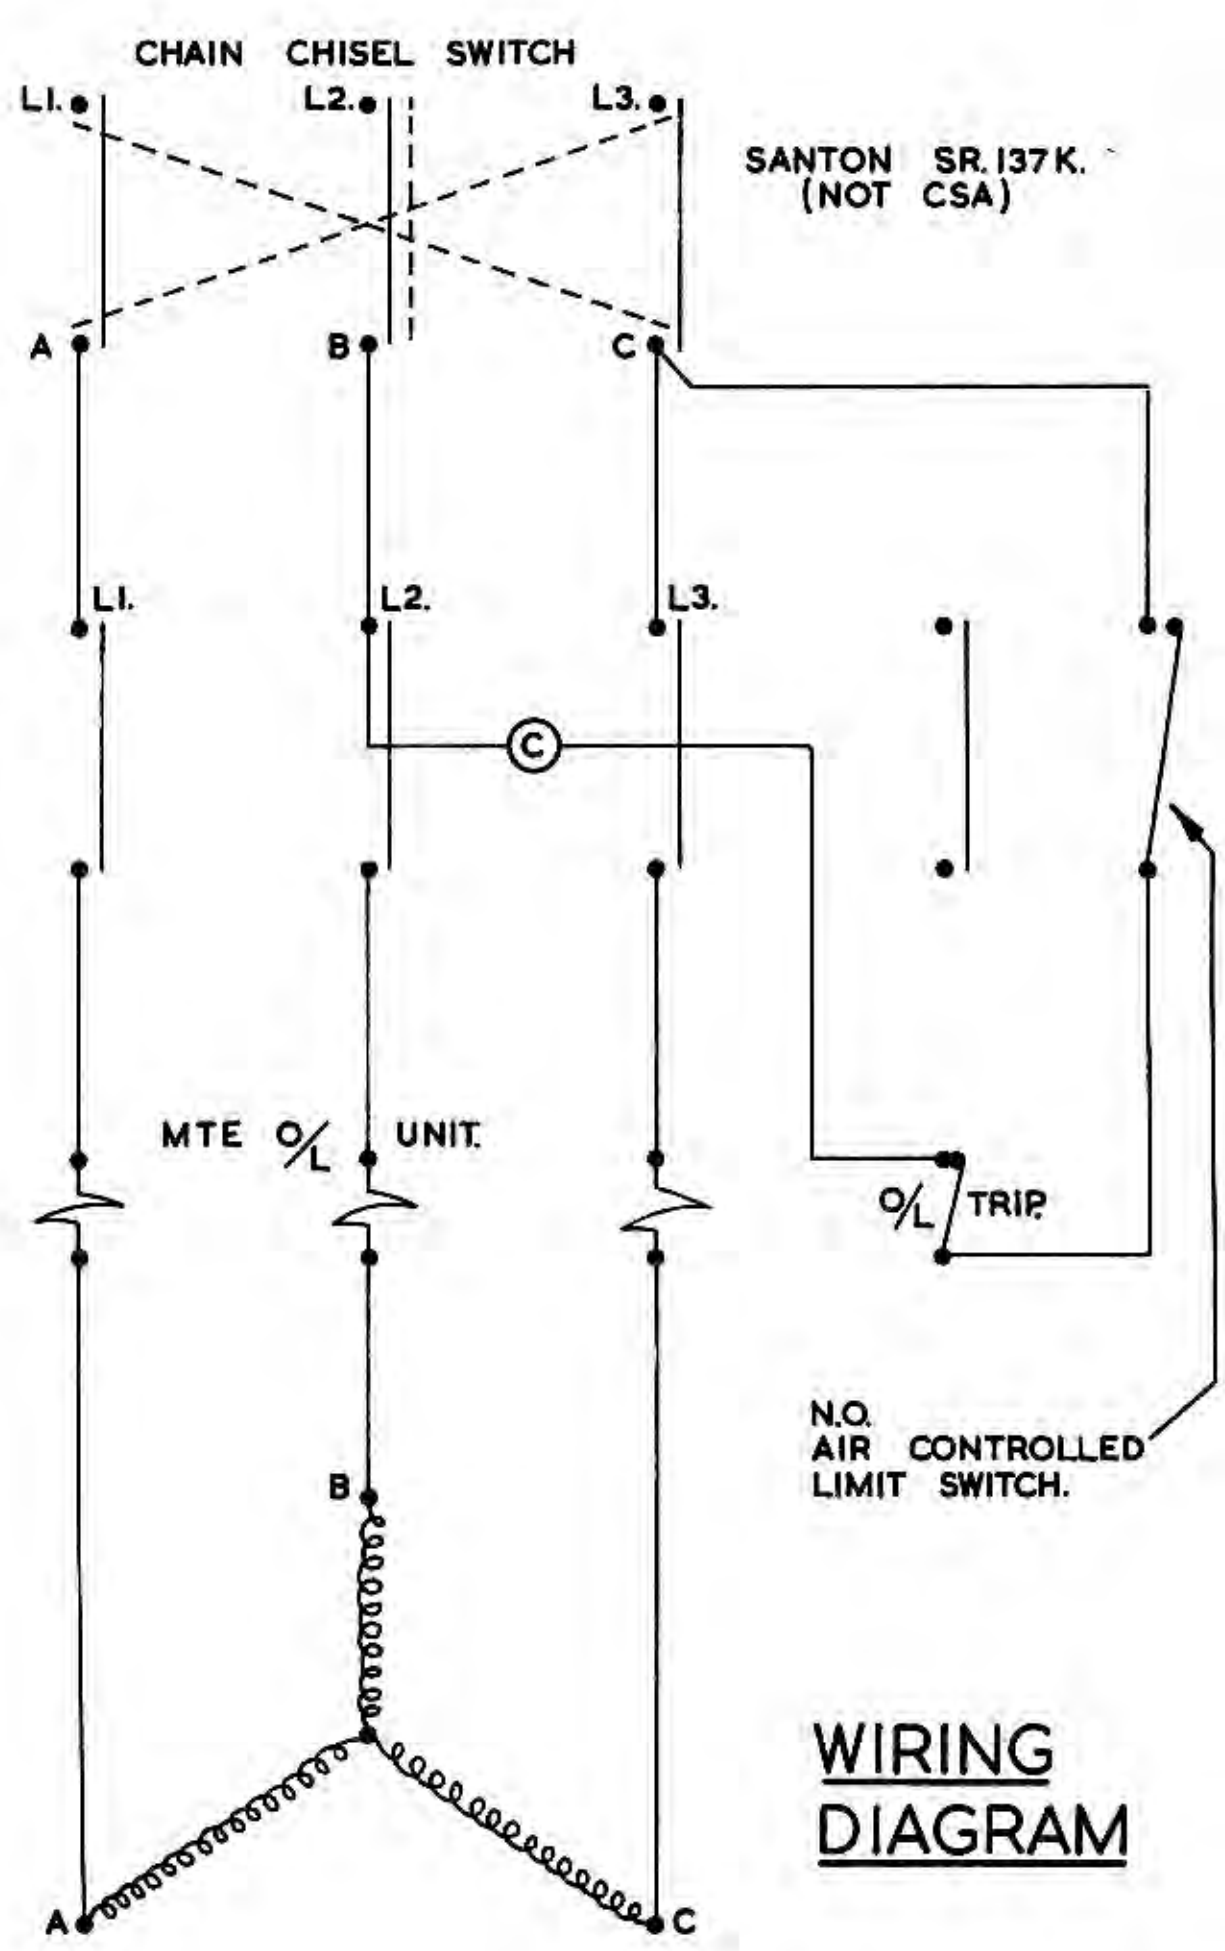 CHAIN CHISEL SWITCH
L1. L2. L3.
SANTON SR. 137K.
(NOT CSA)
A B C
L1. L2. L3.
C
MTE O/L UNIT.
O/L TRIP.
N.O.
AIR CONTROLLED
LIMIT SWITCH.
B
WIRING
DIAGRAM
A C